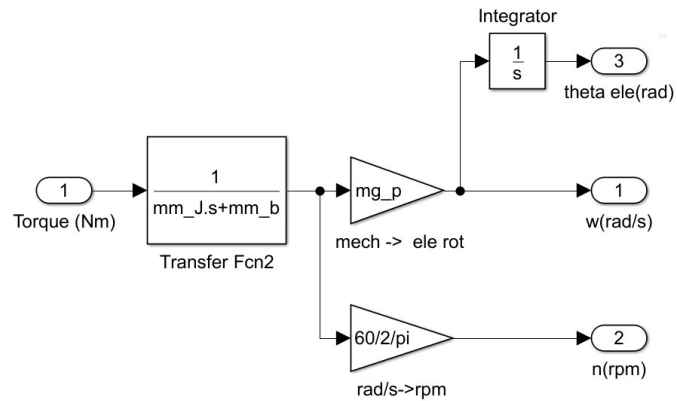 Integrator
1
s
3
theta ele(rad)
1
Torque (Nm)
1
mm_J.s+mm_b
Transfer Fcn2
mg_p
mech -> ele rot
1
w(rad/s)
60/2/pi
rad/s->rpm
2
n(rpm)